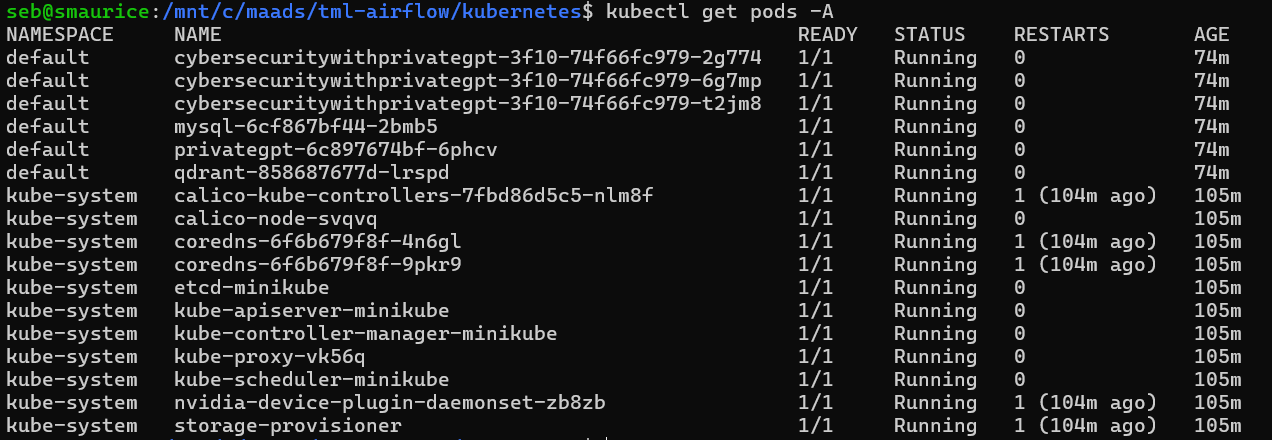 seb@smaurice:/mnt/c/maads/tml-airflow/kubernetes$ kubectl get pods -A
NAMESPACE     NAME                                                READY   STATUS    RESTARTS       AGE
default       cybersecuritywithprivategpt-3f10-74f66fc979-2g774   1/1     Running   0              74m
default       cybersecuritywithprivategpt-3f10-74f66fc979-6g7mp   1/1     Running   0              74m
default       cybersecuritywithprivategpt-3f10-74f66fc979-t2jm8   1/1     Running   0              74m
default       mysql-6cf867bf44-2bmb5                              1/1     Running   0              74m
default       privategpt-6c897674bf-6phcv                         1/1     Running   0              74m
default       qdrant-858687677d-lrspd                             1/1     Running   0              74m
kube-system   calico-kube-controllers-7fbd86d5c5-nlm8f            1/1     Running   1 (104m ago)   105m
kube-system   calico-node-svqvq                                   1/1     Running   0              105m
kube-system   coredns-6f6b679f8f-4n6gl                            1/1     Running   1 (104m ago)   105m
kube-system   coredns-6f6b679f8f-9pkr9                            1/1     Running   1 (104m ago)   105m
kube-system   etcd-minikube                                       1/1     Running   0              105m
kube-system   kube-apiserver-minikube                             1/1     Running   0              105m
kube-system   kube-controller-manager-minikube                    1/1     Running   0              105m
kube-system   kube-proxy-vk56q                                    1/1     Running   0              105m
kube-system   kube-scheduler-minikube                             1/1     Running   0              105m
kube-system   nvidia-device-plugin-daemonset-zb8zb                1/1     Running   1 (104m ago)   105m
kube-system   storage-provisioner                                 1/1     Running   1 (104m ago)   105m